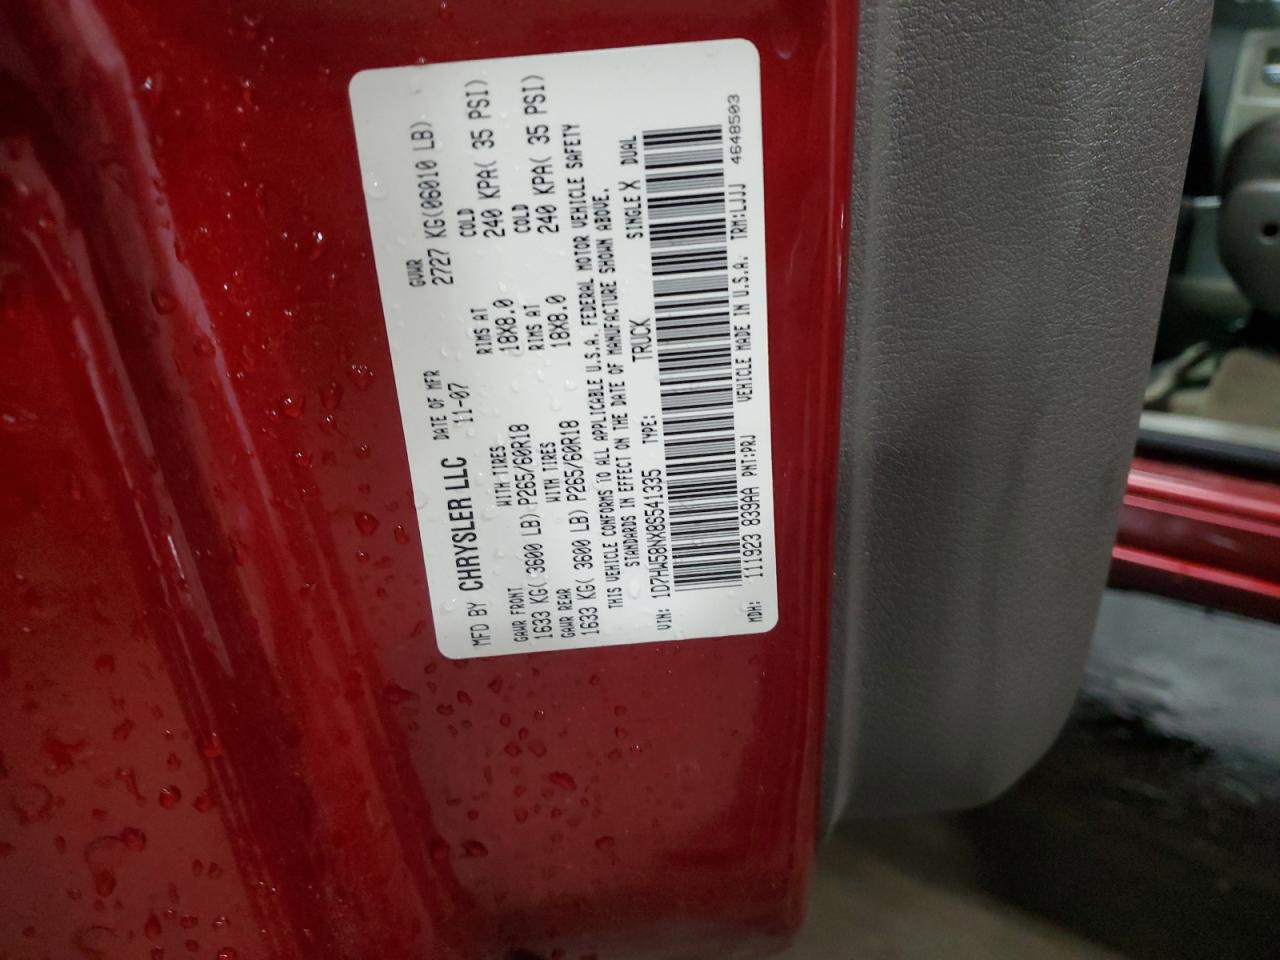 MFD BY CHRYSLER LLC DATE OF MFR 11-07 GVWR 2727 KG(06010 LB)
GAWR FRONT WITH TIRES RIMS AT COLD
1633 KG( 3600 LB) P265/60R18 18X8.0 240 KPA( 35 PSI)
GAWR REAR WITH TIRES RIMS AT COLD
1633 KG( 3600 LB) P265/60R18 18X8.0 240 KPA( 35 PSI)
THIS VEHICLE CONFORMS TO ALL APPLICABLE U.S.A. FEDERAL MOTOR VEHICLE SAFETY
STANDARDS IN EFFECT ON THE DATE OF MANUFACTURE SHOWN ABOVE.
VIN: 1D7HW58NX8S541335 TYPE: TRUCK SINGLE X DUAL
MDH: 111923 839AA PNT:PRJ VEHICLE MADE IN U.S.A. TRM:LJJJ 4648503